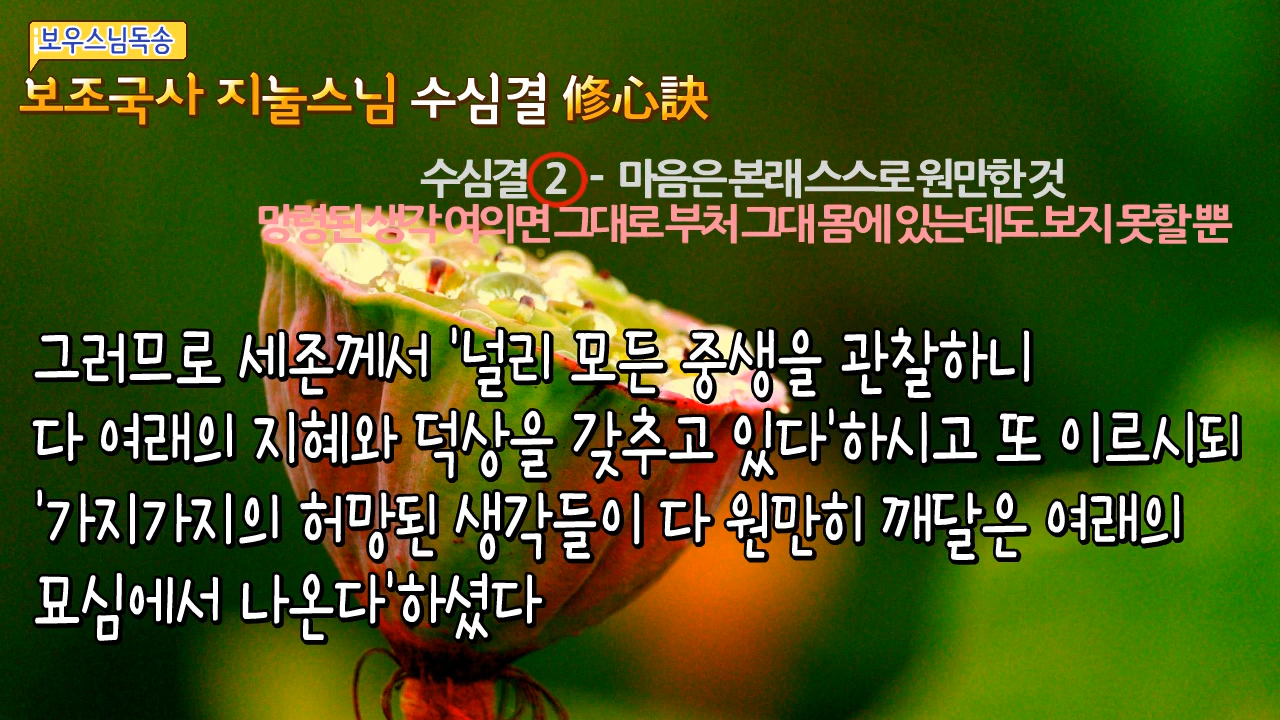 보우스님독송
보조국사 지눌스님 수심결 修心訣
수심결 2 - 마음은 본래 스스로 원만한 것
망령된 생각 여의면 그대로 부처 그대 몸에 있는데도 보지 못할 뿐
그러므로 세존께서 '널리 모든 중생을 관찰하니
다 여래의 지혜와 덕상을 갖추고 있다'하시고 또 이르시되
'가지가지의 허망된 생각들이 다 원만히 깨달은 여래의
묘심에서 나온다'하셨다